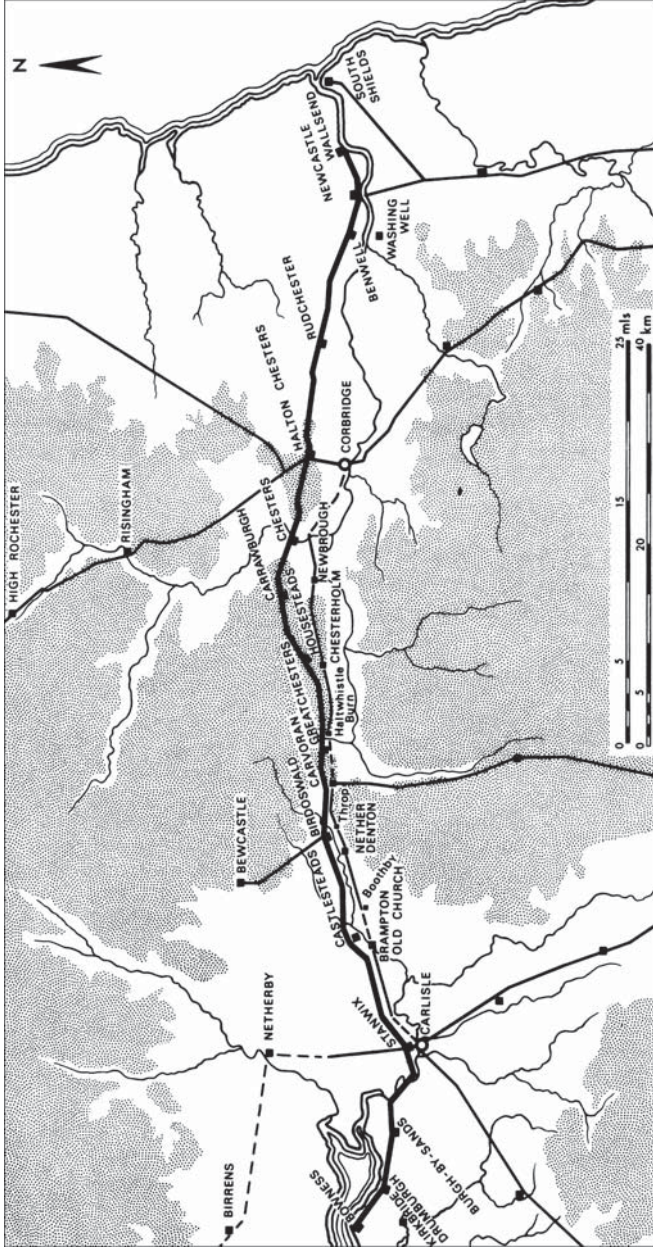 N
HIGH ROCHESTER
RISINGHAM
BEWCASTLE
NETHERBY
BIRRENS
BOWNESS
KIRKBRIDE
DRUMBURGH
BURGH-BY-SANDS
STANWIX
CARLISLE
CASTLESTEADS
BRAMPTON
OLD CHURCH
Boothby
BIRDOSWALD
NETHER
DENTON
Throp
CARVORAN
GREATCHESTERS
Haltwhistle
Burn
HOUSESTEADS
CHESTERHOLM
CARRAWBURGH
NEWBROUGH
CHESTERS
HALTON CHESTERS
CORBRIDGE
RUDCHESTER
BENWELL
WASHING
WELL
NEWCASTLE
WALLSEND
SOUTH
SHIELDS
0 5 15 25 mls
0 5 20 40 km